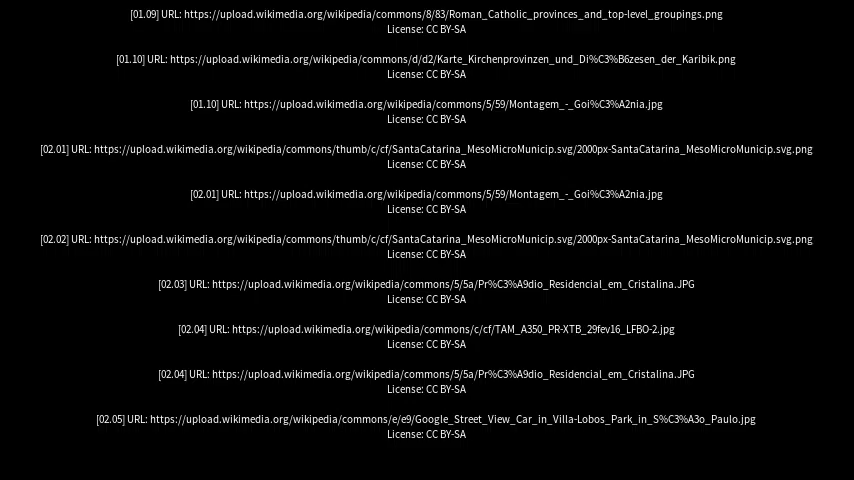 [01.09] URL: https://upload.wikimedia.org/wikipedia/commons/8/83/Roman_Catholic_provinces_and_top-level_groupings.png
License: CC BY-SA
[01.10] URL: https://upload.wikimedia.org/wikipedia/commons/d/d2/Karte_Kirchenprovinzen_und_Di%C3%B6zesen_der_Karibik.png
License: CC BY-SA
[01.10] URL: https://upload.wikimedia.org/wikipedia/commons/5/59/Montagem_-_Goi%C3%A2nia.jpg
License: CC BY-SA
[02.01] URL: https://upload.wikimedia.org/wikipedia/commons/thumb/c/cf/SantaCatarina_MesoMicroMunicip.svg/2000px-SantaCatarina_MesoMicroMunicip.svg.png
License: CC BY-SA
[02.01] URL: https://upload.wikimedia.org/wikipedia/commons/5/59/Montagem_-_Goi%C3%A2nia.jpg
License: CC BY-SA
[02.02] URL: https://upload.wikimedia.org/wikipedia/commons/thumb/c/cf/SantaCatarina_MesoMicroMunicip.svg/2000px-SantaCatarina_MesoMicroMunicip.svg.png
License: CC BY-SA
[02.03] URL: https://upload.wikimedia.org/wikipedia/commons/5/5a/Pr%C3%A9dio_Residencial_em_Cristalina.JPG
License: CC BY-SA
[02.04] URL: https://upload.wikimedia.org/wikipedia/commons/c/cf/TAM_A350_PR-XTB_29fev16_LFBO-2.jpg
License: CC BY-SA
[02.04] URL: https://upload.wikimedia.org/wikipedia/commons/5/5a/Pr%C3%A9dio_Residencial_em_Cristalina.JPG
License: CC BY-SA
[02.05] URL: https://upload.wikimedia.org/wikipedia/commons/e/e9/Google_Street_View_Car_in_Villa-Lobos_Park_in_S%C3%A3o_Paulo.jpg
License: CC BY-SA